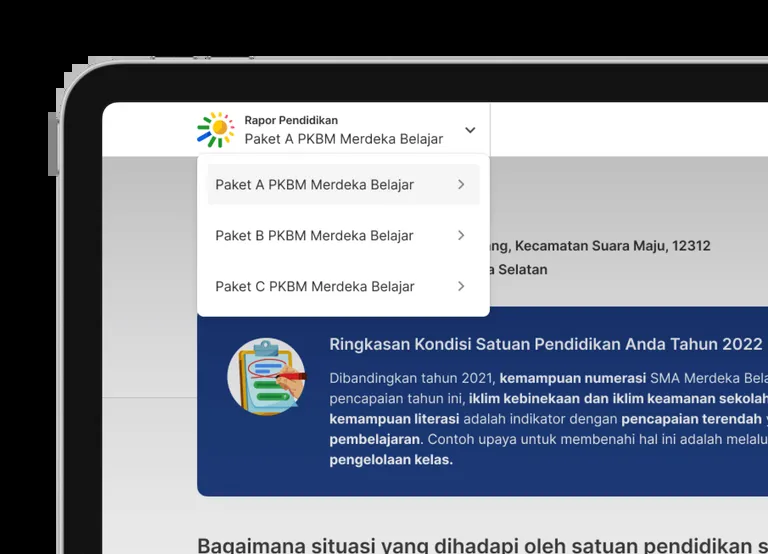 Rapor Pendidikan
Paket A PKBM Merdeka Belajar
Paket A PKBM Merdeka Belajar
Paket B PKBM Merdeka Belajar
Paket C PKBM Merdeka Belajar
Kecamatan Suara Maju, 12312
Selatan
Ringkasan Kondisi Satuan Pendidikan Anda Tahun 2022
Dibandingkan tahun 2021, kemampuan numerasi SMA Merdeka
pencapaian tahun ini, iklim kebinekaan dan iklim keamanan sekolah
kemampuan literasi adalah indikator dengan pencapaian terendah
pembelajaran. Contoh upaya untuk membenahi hal ini adalah
pengelolaan kelas.
Bagaimana situasi yang dihadapi oleh satuan pendidikan